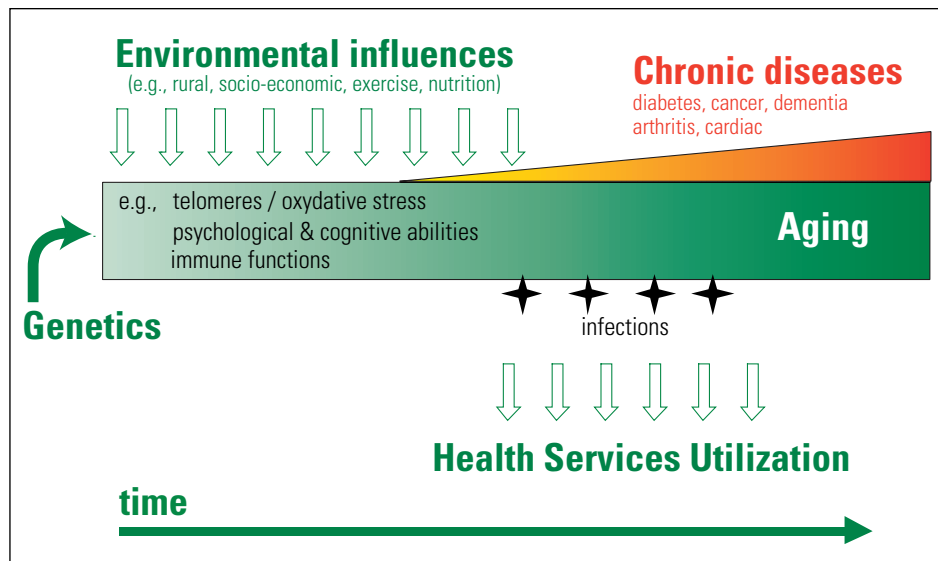 Environmental influences
(e.g., rural, socio-economic, exercise, nutrition)
Chronic diseases
diabetes, cancer, dementia
arthritis, cardiac
e.g., telomeres / oxydative stress
psychological & cognitive abilities
immune functions
Aging
Genetics
infections
Health Services Utilization
time